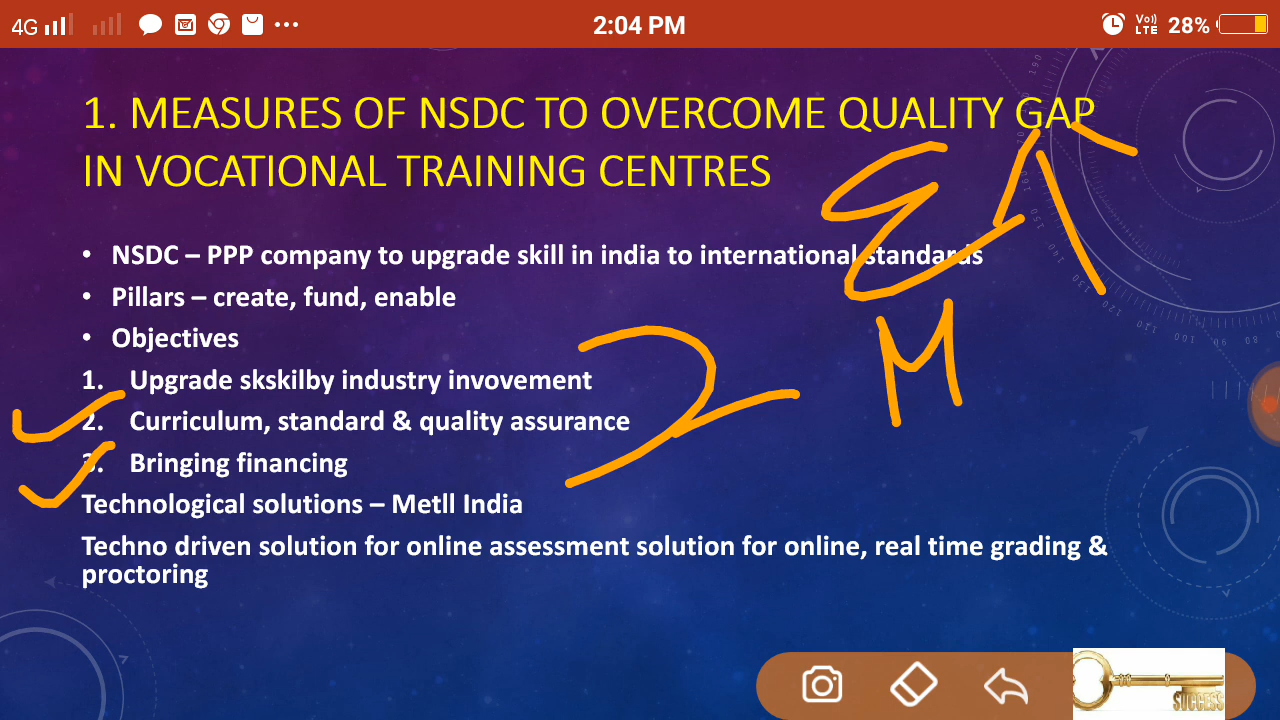 4G 2:04 PM Vo)) LTE 28%
1. MEASURES OF NSDC TO OVERCOME QUALITY GAP
IN VOCATIONAL TRAINING CENTRES
• NSDC – PPP company to upgrade skill in india to international standards
• Pillars – create, fund, enable
• Objectives
1. Upgrade skskilby industry invovement
2. Curriculum, standard & quality assurance
3. Bringing financing
Technological solutions – Metll India
Techno driven solution for online assessment solution for online, real time grading &
proctoring
2
M
SUCCESS